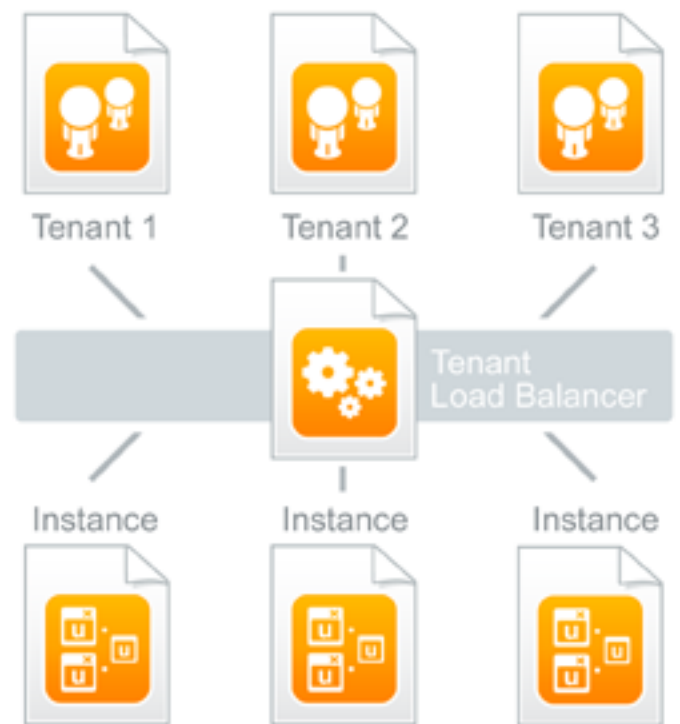 Tenant 1
Tenant 2
Tenant 3
Tenant
Load Balancer
Instance
Instance
Instance
u
u
u
u
u
u
u
u
u